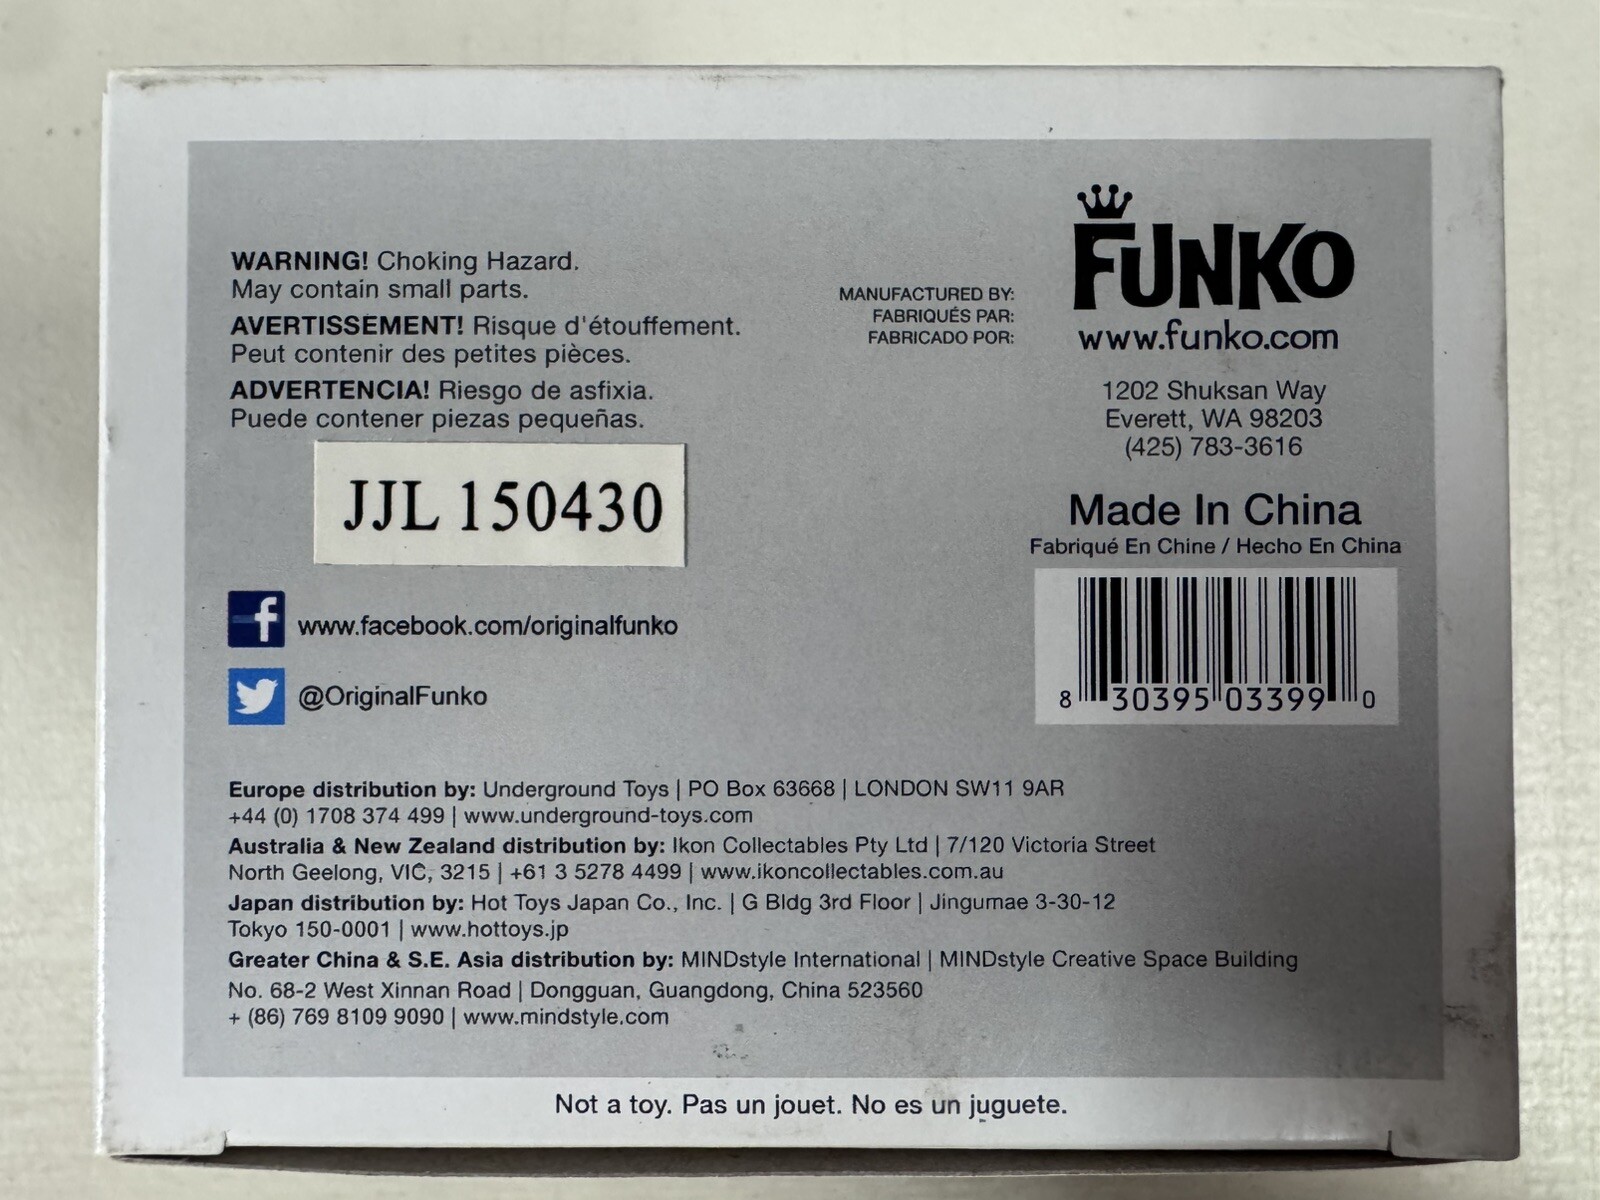 WARNING! Choking Hazard.
May contain small parts.
AVERTISSEMENT! Risque d'étouffement.
Peut contenir des petites pièces.
ADVERTENCIA! Riesgo de asfixia.
Puede contener piezas pequeñas.
JJL 150430
f www.facebook.com/originalfunko
@OriginalFunko
MANUFACTURED BY:
FABRIQUÉS PAR:
FABRICADO POR:
FUNKO
www.funko.com
1202 Shuksan Way
Everett, WA 98203
(425) 783-3616
Made In China
Fabriqué En Chine / Hecho En China
8 30395 03399 0
Europe distribution by: Underground Toys | PO Box 63668 | LONDON SW11 9AR
+44 (0) 1708 374 499 | www.underground-toys.com
Australia & New Zealand distribution by: Ikon Collectables Pty Ltd | 7/120 Victoria Street
North Geelong, VIC, 3215 | +61 3 5278 4499 | www.ikoncollectables.com.au
Japan distribution by: Hot Toys Japan Co., Inc. | G Bldg 3rd Floor | Jingumae 3-30-12
Tokyo 150-0001 | www.hottoys.jp
Greater China & S.E. Asia distribution by: MINDstyle International | MINDstyle Creative Space Building
No. 68-2 West Xinnan Road | Dongguan, Guangdong, China 523560
+ (86) 769 8109 9090 | www.mindstyle.com
Not a toy. Pas un jouet. No es un juguete.